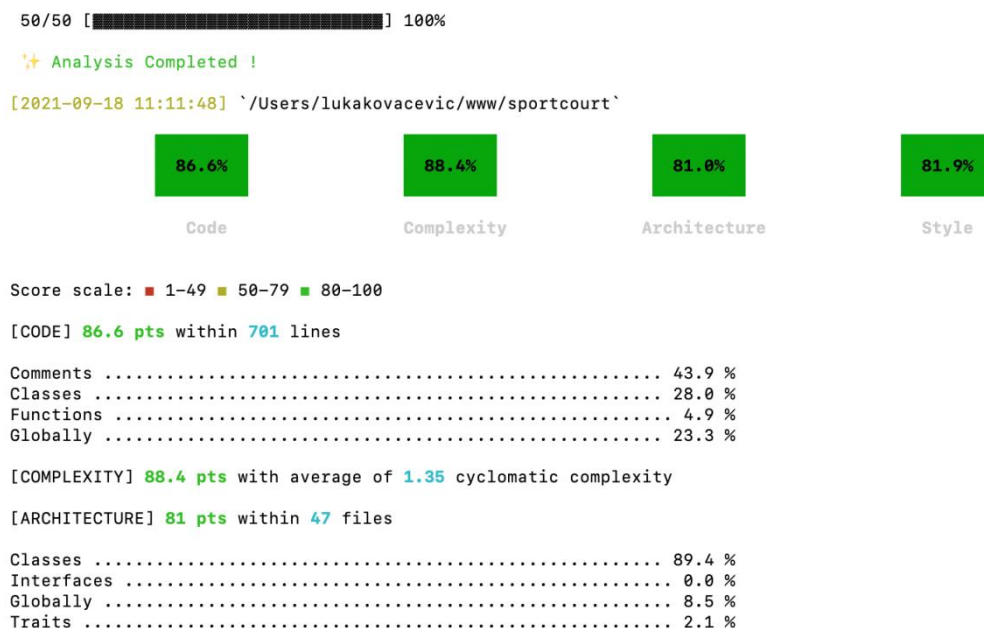 50/50 [▓▓▓▓▓▓▓▓▓▓▓▓▓▓▓▓▓▓▓▓▓▓▓▓▓▓▓▓] 100%
✨ Analysis Completed !
[2021-09-18 11:11:48] `/Users/lukakovacevic/www/sportcourt`
86.6% 88.4% 81.0% 81.9%
Code Complexity Architecture Style
Score scale: ■ 1-49 ■ 50-79 ■ 80-100
[CODE] 86.6 pts within 701 lines
Comments ...................................................... 43.9 %
Classes ....................................................... 28.0 %
Functions ...................................................... 4.9 %
Globally ...................................................... 23.3 %
[COMPLEXITY] 88.4 pts with average of 1.35 cyclomatic complexity
[ARCHITECTURE] 81 pts within 47 files
Classes ....................................................... 89.4 %
Interfaces ..................................................... 0.0 %
Globally ....................................................... 8.5 %
Traits ......................................................... 2.1 %